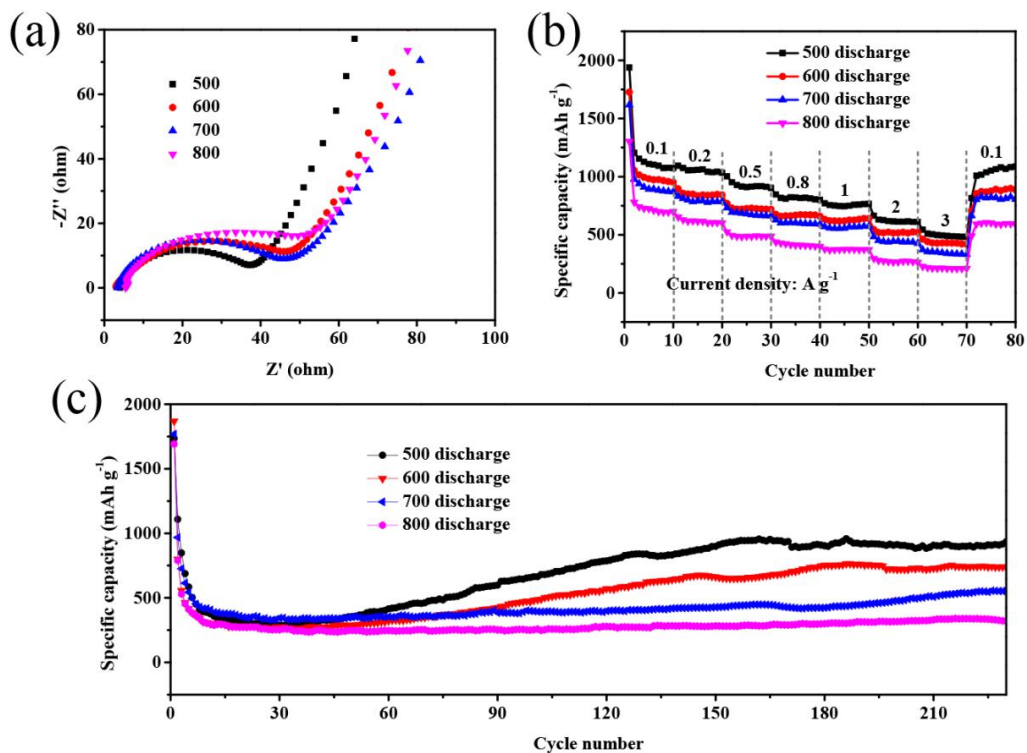 (a)
80
60
40
20
0
-Z'' (ohm)
500
600
700
800
0 20 40 60 80 100
Z' (ohm)
(b)
2000
1500
1000
500
0
Specific capacity (mAh g⁻¹)
500 discharge
600 discharge
700 discharge
800 discharge
0.1 0.2 0.5 0.8 1 2 3 0.1
Current density: A g⁻¹
0 10 20 30 40 50 60 70 80
Cycle number
(c)
2000
1500
1000
500
0
Specific capacity (mAh g⁻¹)
500 discharge
600 discharge
700 discharge
800 discharge
0 30 60 90 120 150 180 210
Cycle number